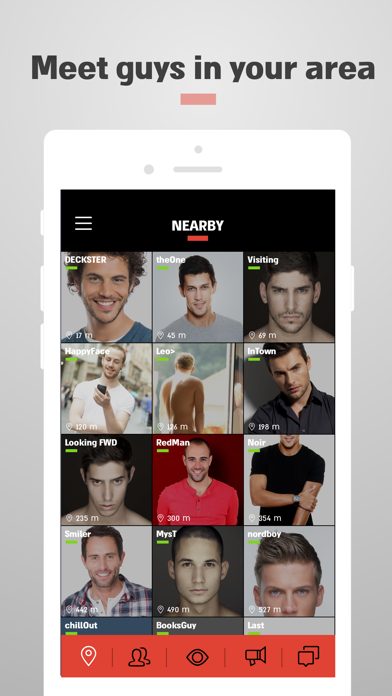 Meet guys in your area
NEARBY
DECKSTER
theOne
Visiting
17 m
45 m
69 m
HappyFace
Leo>
InTown
120 m
126 m
198 m
Looking FWD
RedMan
Noir
235 m
300 m
354 m
Smiler
MysT
nordboy
442 m
490 m
527 m
chillOut
BooksGuy
Last